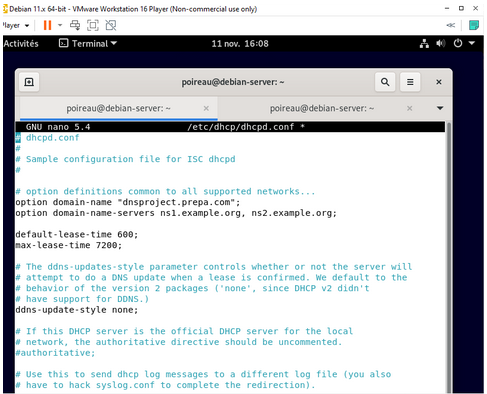 Debian 11.x 64-bit - VMware Workstation 16 Player (Non-commercial use only)
Player
Activités Terminal 11 nov. 16:08
poireau@debian-server: ~
poireau@debian-server: ~ poireau@debian-server: ~
GNU nano 5.4 /etc/dhcp/dhcpd.conf *
# dhcpd.conf
#
# Sample configuration file for ISC dhcpd
#
# option definitions common to all supported networks...
option domain-name "dnsproject.prepa.com";
option domain-name-servers ns1.example.org, ns2.example.org;
default-lease-time 600;
max-lease-time 7200;
# The ddns-updates-style parameter controls whether or not the server will
# attempt to do a DNS update when a lease is confirmed. We default to the
# behavior of the version 2 packages ('none', since DHCP v2 didn't
# have support for DDNS.)
ddns-update-style none;
# If this DHCP server is the official DHCP server for the local
# network, the authoritative directive should be uncommented.
#authoritative;
# Use this to send dhcp log messages to a different log file (you also
# have to hack syslog.conf to complete the redirection).